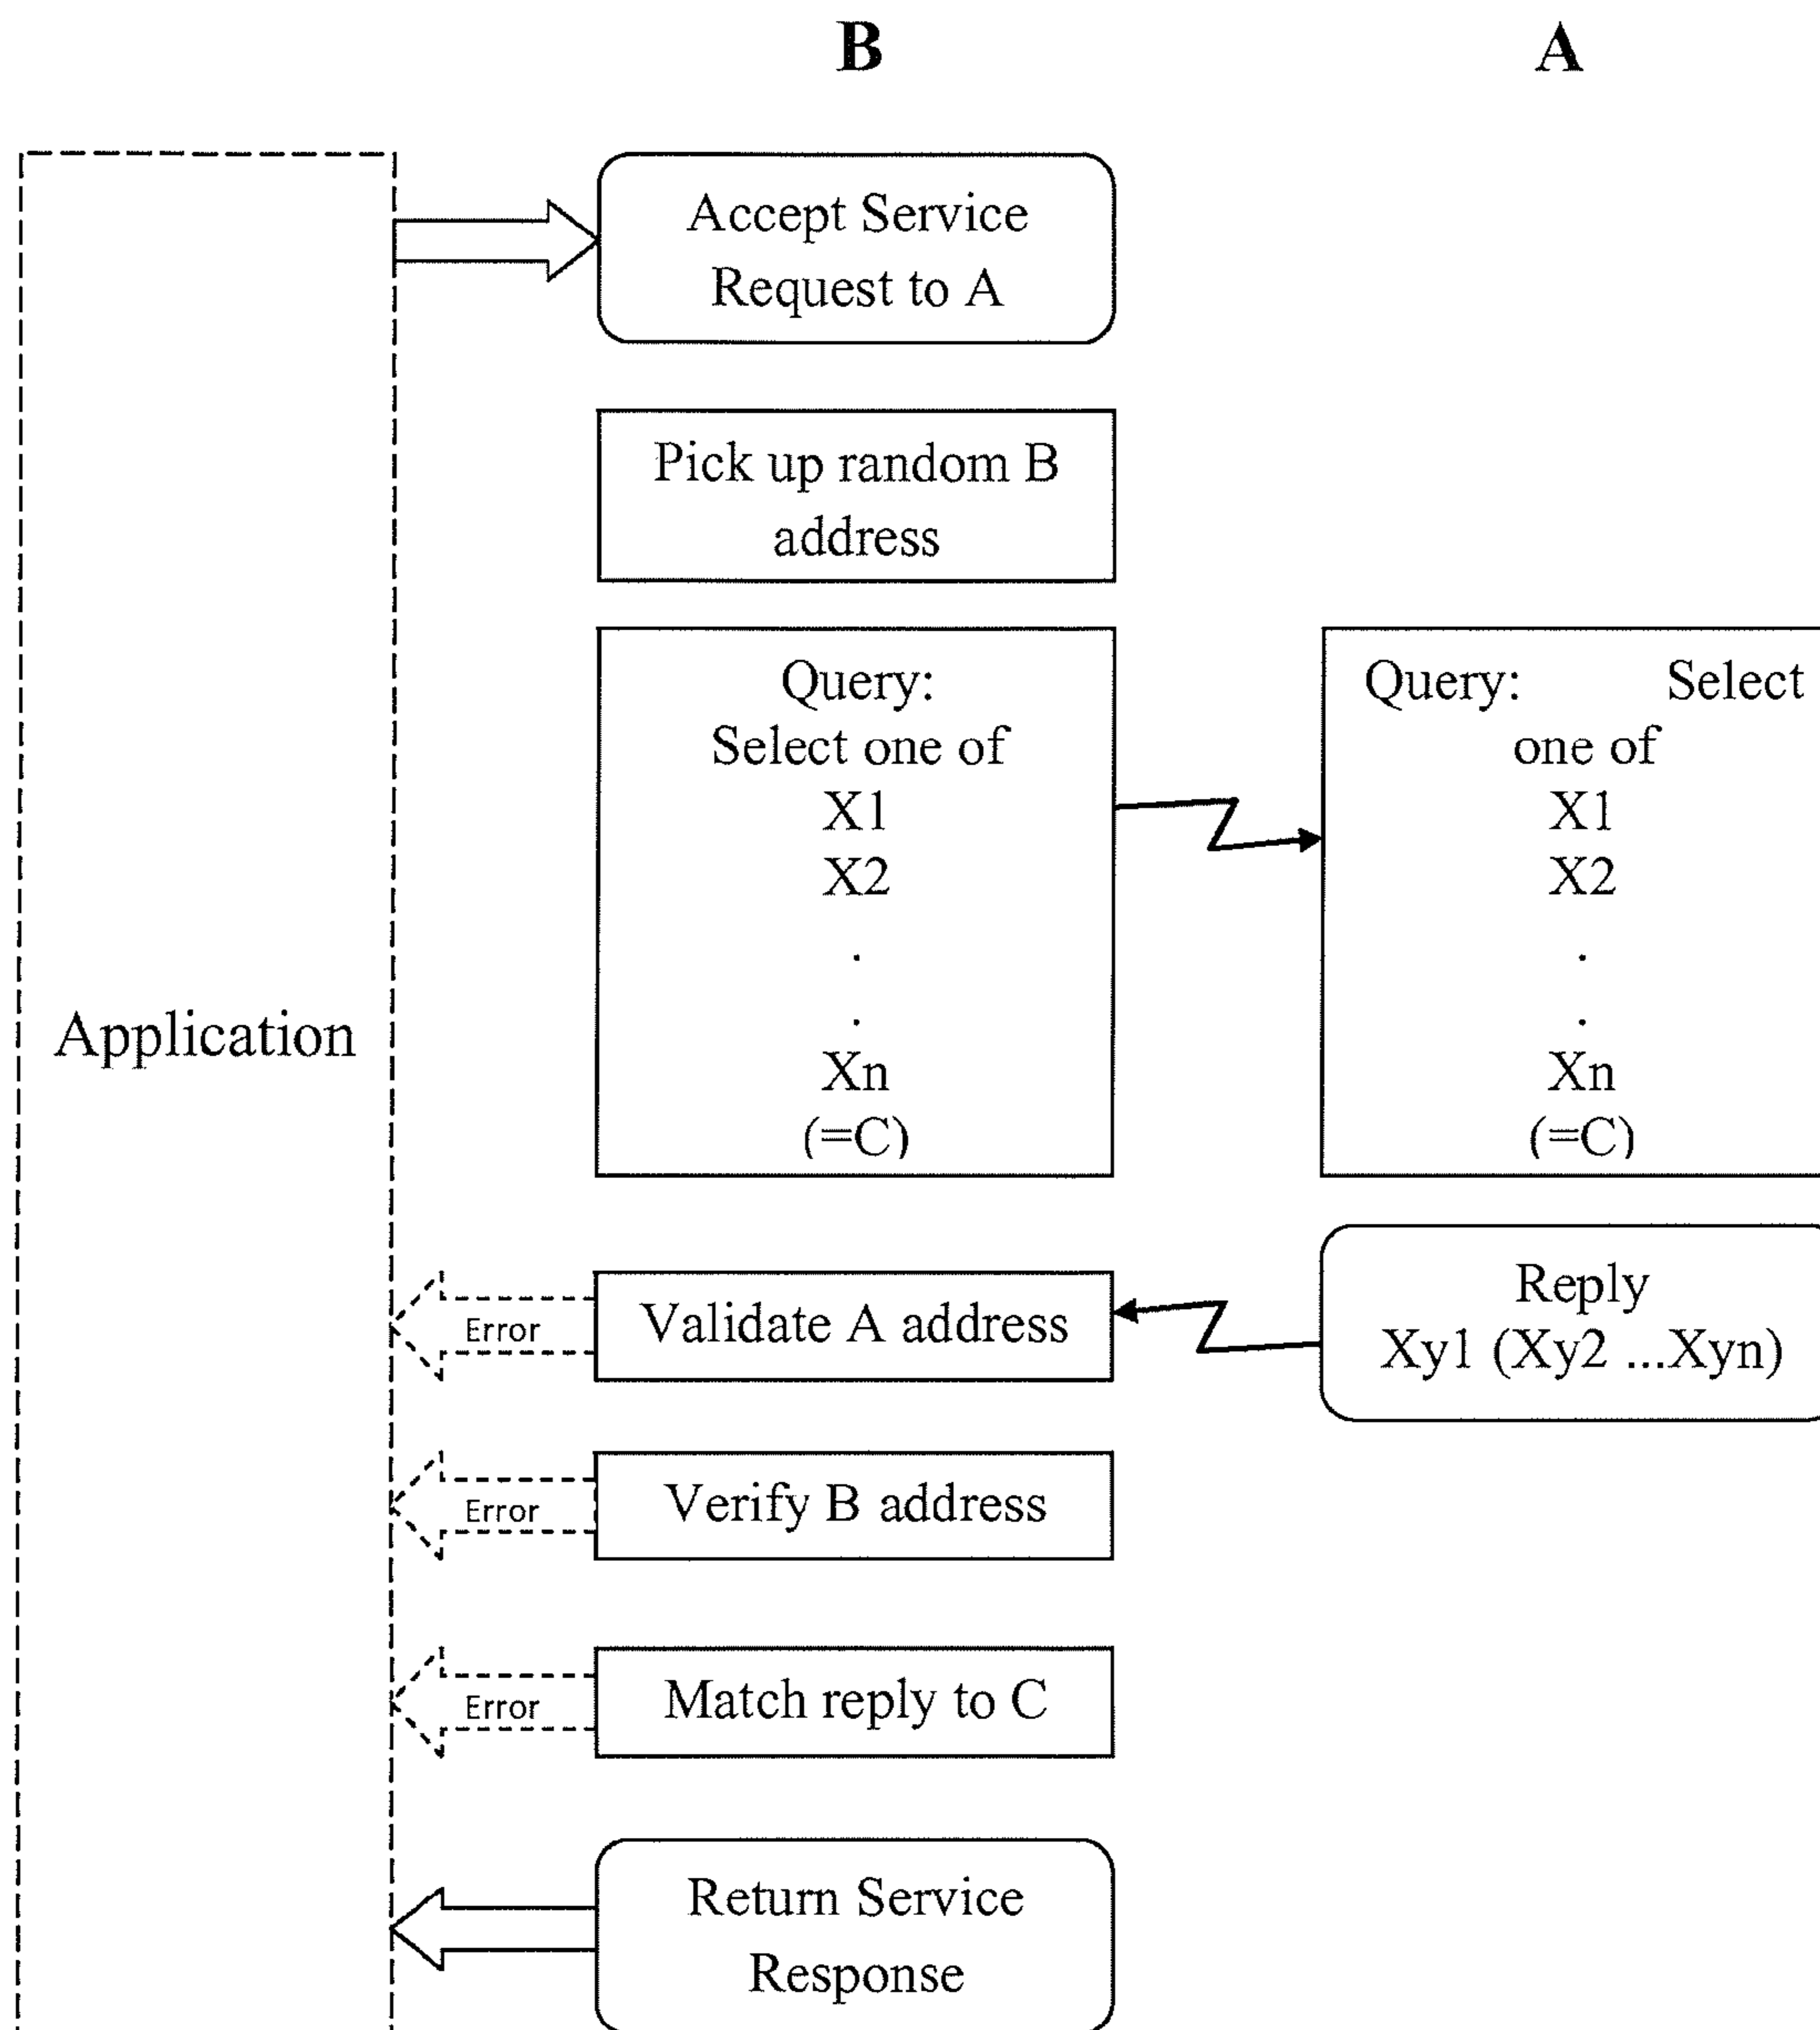 B
A
Accept Service
Request to A
Pick up random B
address
Query:
Select one of
X1
X2
.
.
Xn
(=C)
Query: Select
one of
X1
X2
.
.
Xn
(=C)
Application
Reply
Xy1 (Xy2 ...Xyn)
Error
Validate A address
Error
Verify B address
Error
Match reply to C
Return Service
Response